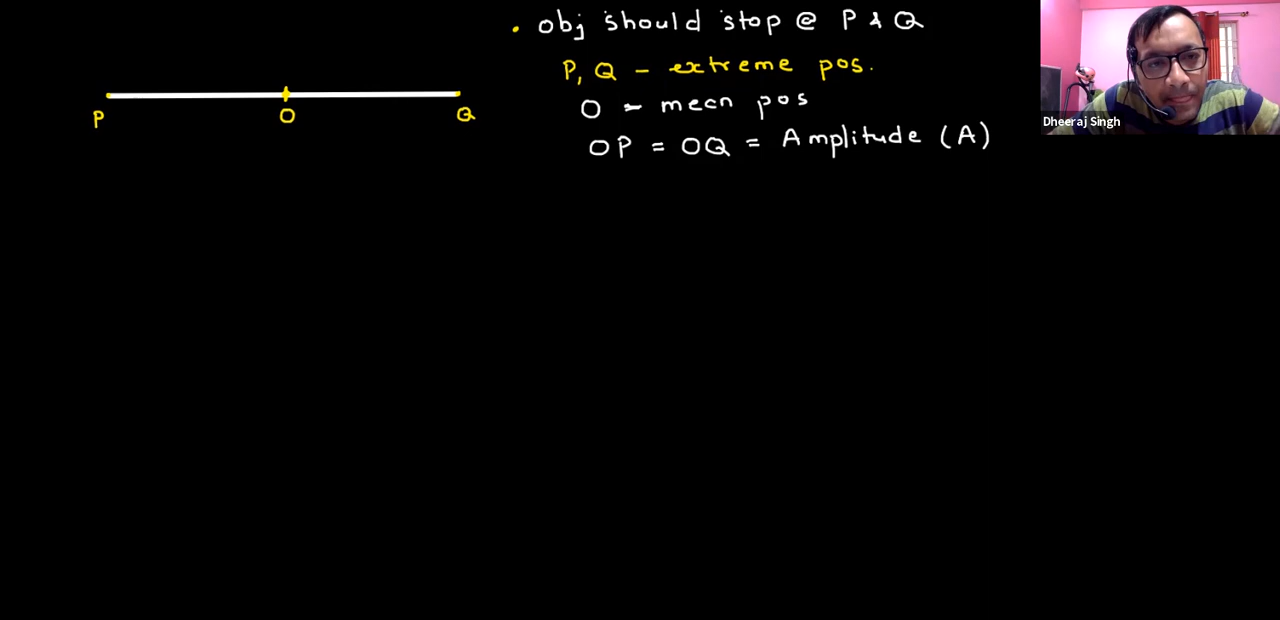 • obj should stop @ P & Q
P, Q - extreme pos.
O - mean pos
OP = OQ = Amplitude (A)
P O Q
Dheeraj Singh